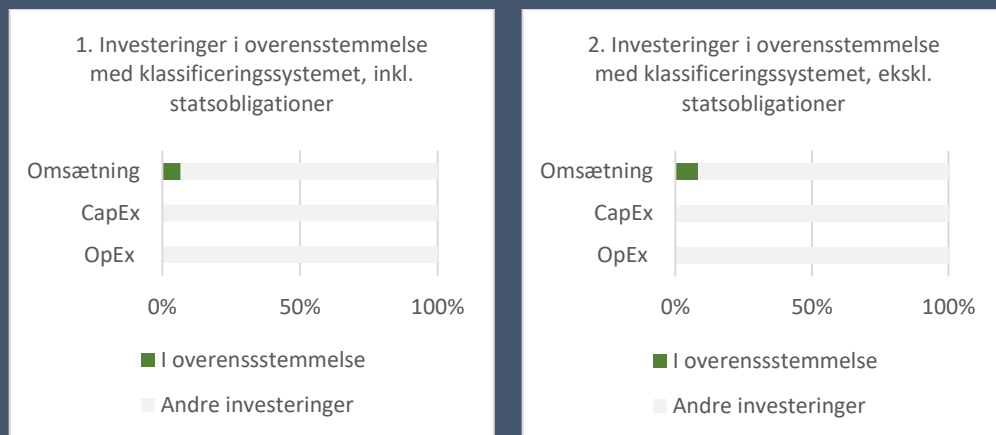 1. Investeringer i overensstemmelse
med klassificeringssystemet, inkl.
statsobligationer
Omsætning
CapEx
OpEx
0%
50%
100%
I overenssstemmelse
Andre investeringer
2. Investeringer i overensstemmelse
med klassificeringssystemet, ekskl.
statsobligationer
Omsætning
CapEx
OpEx
0%
50%
100%
I overenssstemmelse
Andre investeringer